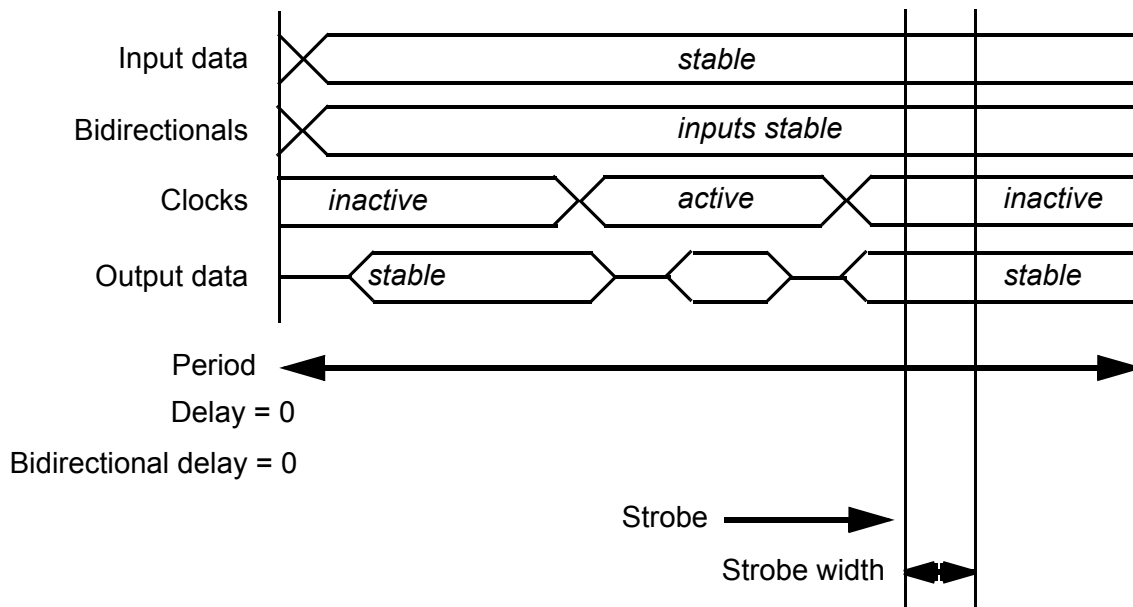 Input data stable
Bidirectionals inputs stable
Clocks inactive active inactive
Output data stable stable
Period
Delay = 0
Bidirectional delay = 0
Strobe
Strobe width